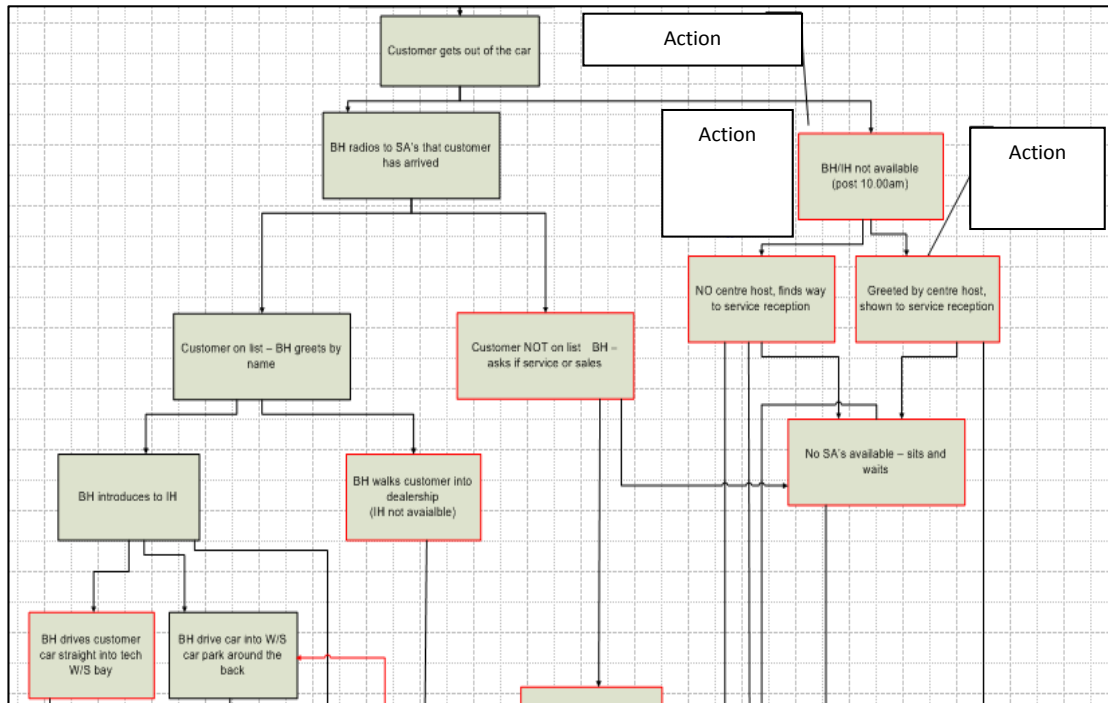 Action
Customer gets out of the car
Action
Action
BH radios to SA's that customer
has arrived
BH/IH not available
(post 10.00am)
NO centre host, finds way
to service reception
Greeted by centre host,
shown to service reception
Customer on list – BH greets by
name
Customer NOT on list BH –
asks if service or sales
No SA's available – sits and
waits
BH introduces to IH
BH walks customer into
dealership
(IH not avaialble)
BH drives customer
car straight into tech
W/S bay
BH drive car into W/S
car park around the
back